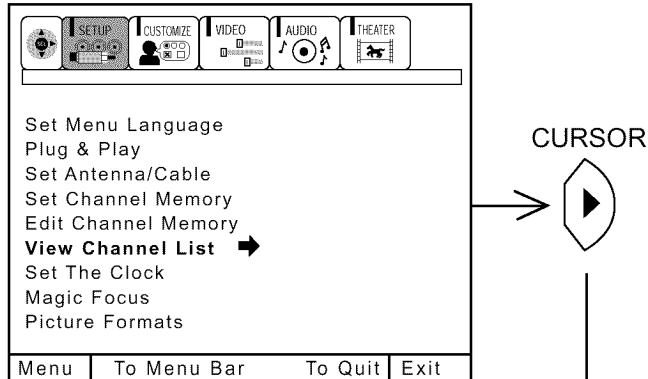 SEL
SETUP
CUSTOMIZE
VIDEO
AUDIO
THEATER
Set Menu Language
Plug & Play
Set Antenna/Cable
Set Channel Memory
Edit Channel Memory
View Channel List
Set The Clock
Magic Focus
Picture Formats
Menu To Menu Bar To Quit Exit
CURSOR